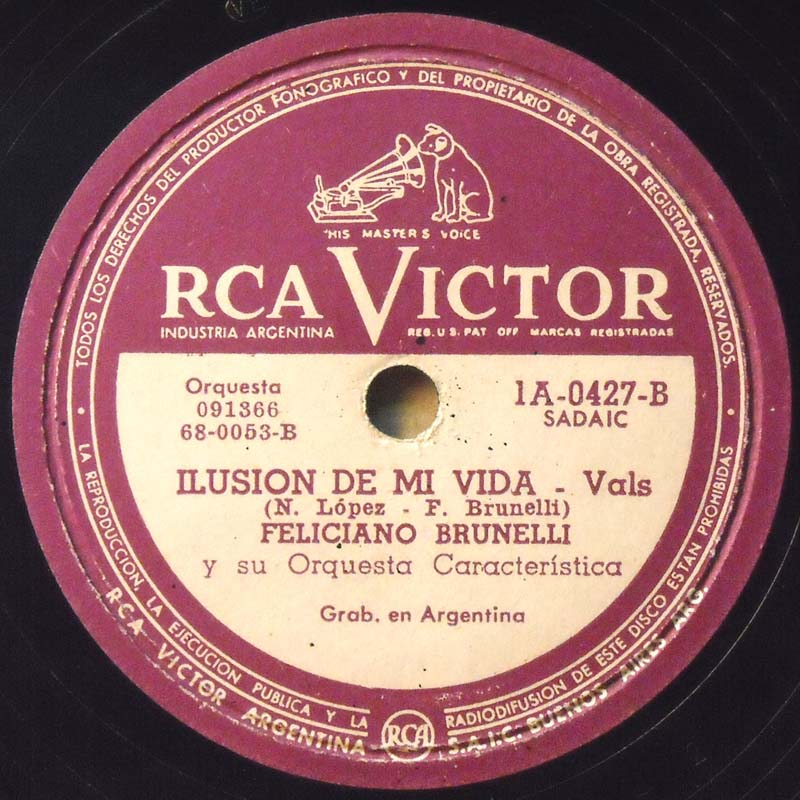 TODOS LOS DERECHOS DEL PRODUCTOR FONOGRAFICO Y DEL PROPIETARIO DE LA OBRA REGISTRADA, RESERVADOS.
"HIS MASTER'S VOICE
RCA VICTOR
INDUSTRIA ARGENTINA REG. U.S. PAT OFF MARCAS REGISTRADAS
Orquesta
091366
68-0053-B
1A-0427-B
SADAIC
ILUSION DE MI VIDA - Vals
(N. López - F. Brunelli)
FELICIANO BRUNELLI
y su Orquesta Característica
Grab. en Argentina
LA REPRODUCCION, LA EJECUCION PUBLICA Y LA RADIODIFUSION DE ESTE DISCO ESTAN PROHIBIDAS
RCA VICTOR ARGENTINA RCA S.A.I.C. BUENOS AIRES ARG.